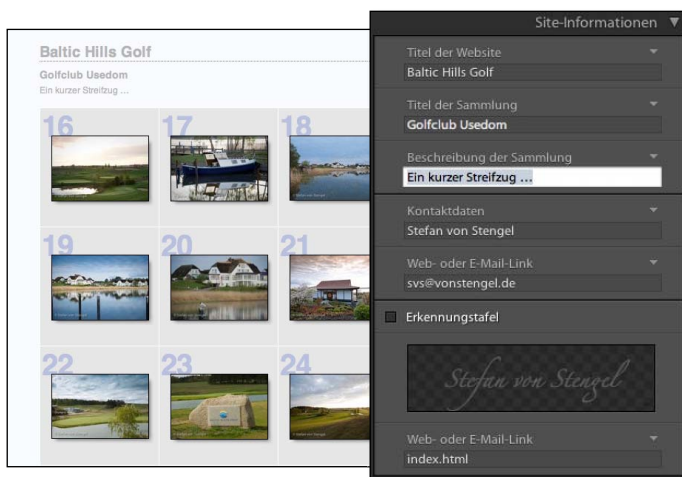 Baltic Hills Golf
Golfclub Usedom
Ein kurzer Streifzug ...
16
17
18
19
20
21
22
23
24
Site-Informationen ▼
Titel der Website
Baltic Hills Golf
Titel der Sammlung
Golfclub Usedom
Beschreibung der Sammlung
Ein kurzer Streifzug ...
Kontaktdaten
Stefan von Stengel
Web- oder E-Mail-Link
svs@vonstengel.de
Erkennungstafel
Stefan von Stengel
Web- oder E-Mail-Link
index.html